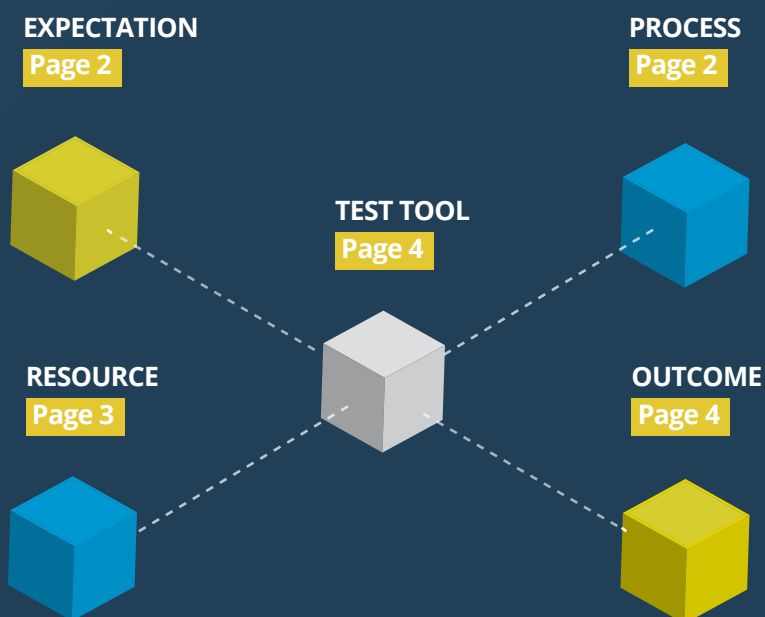 EXPECTATION
Page 2
PROCESS
Page 2
TEST TOOL
Page 4
RESOURCE
Page 3
OUTCOME
Page 4